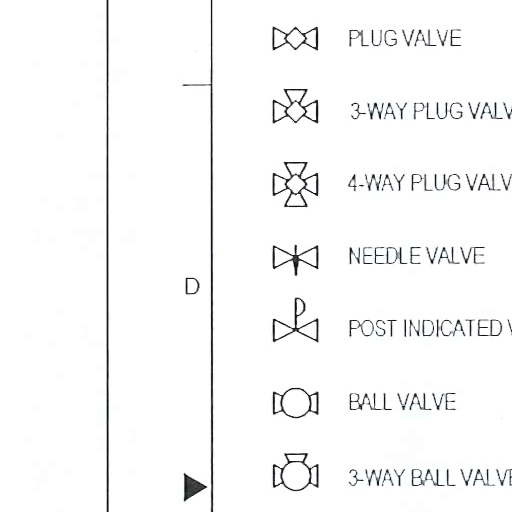 PLUG VALVE
3-WAY PLUG VALV
4-WAY PLUG VALV
NEEDLE VALVE
D
POST INDICATED V
BALL VALVE
3-WAY BALL VALVE